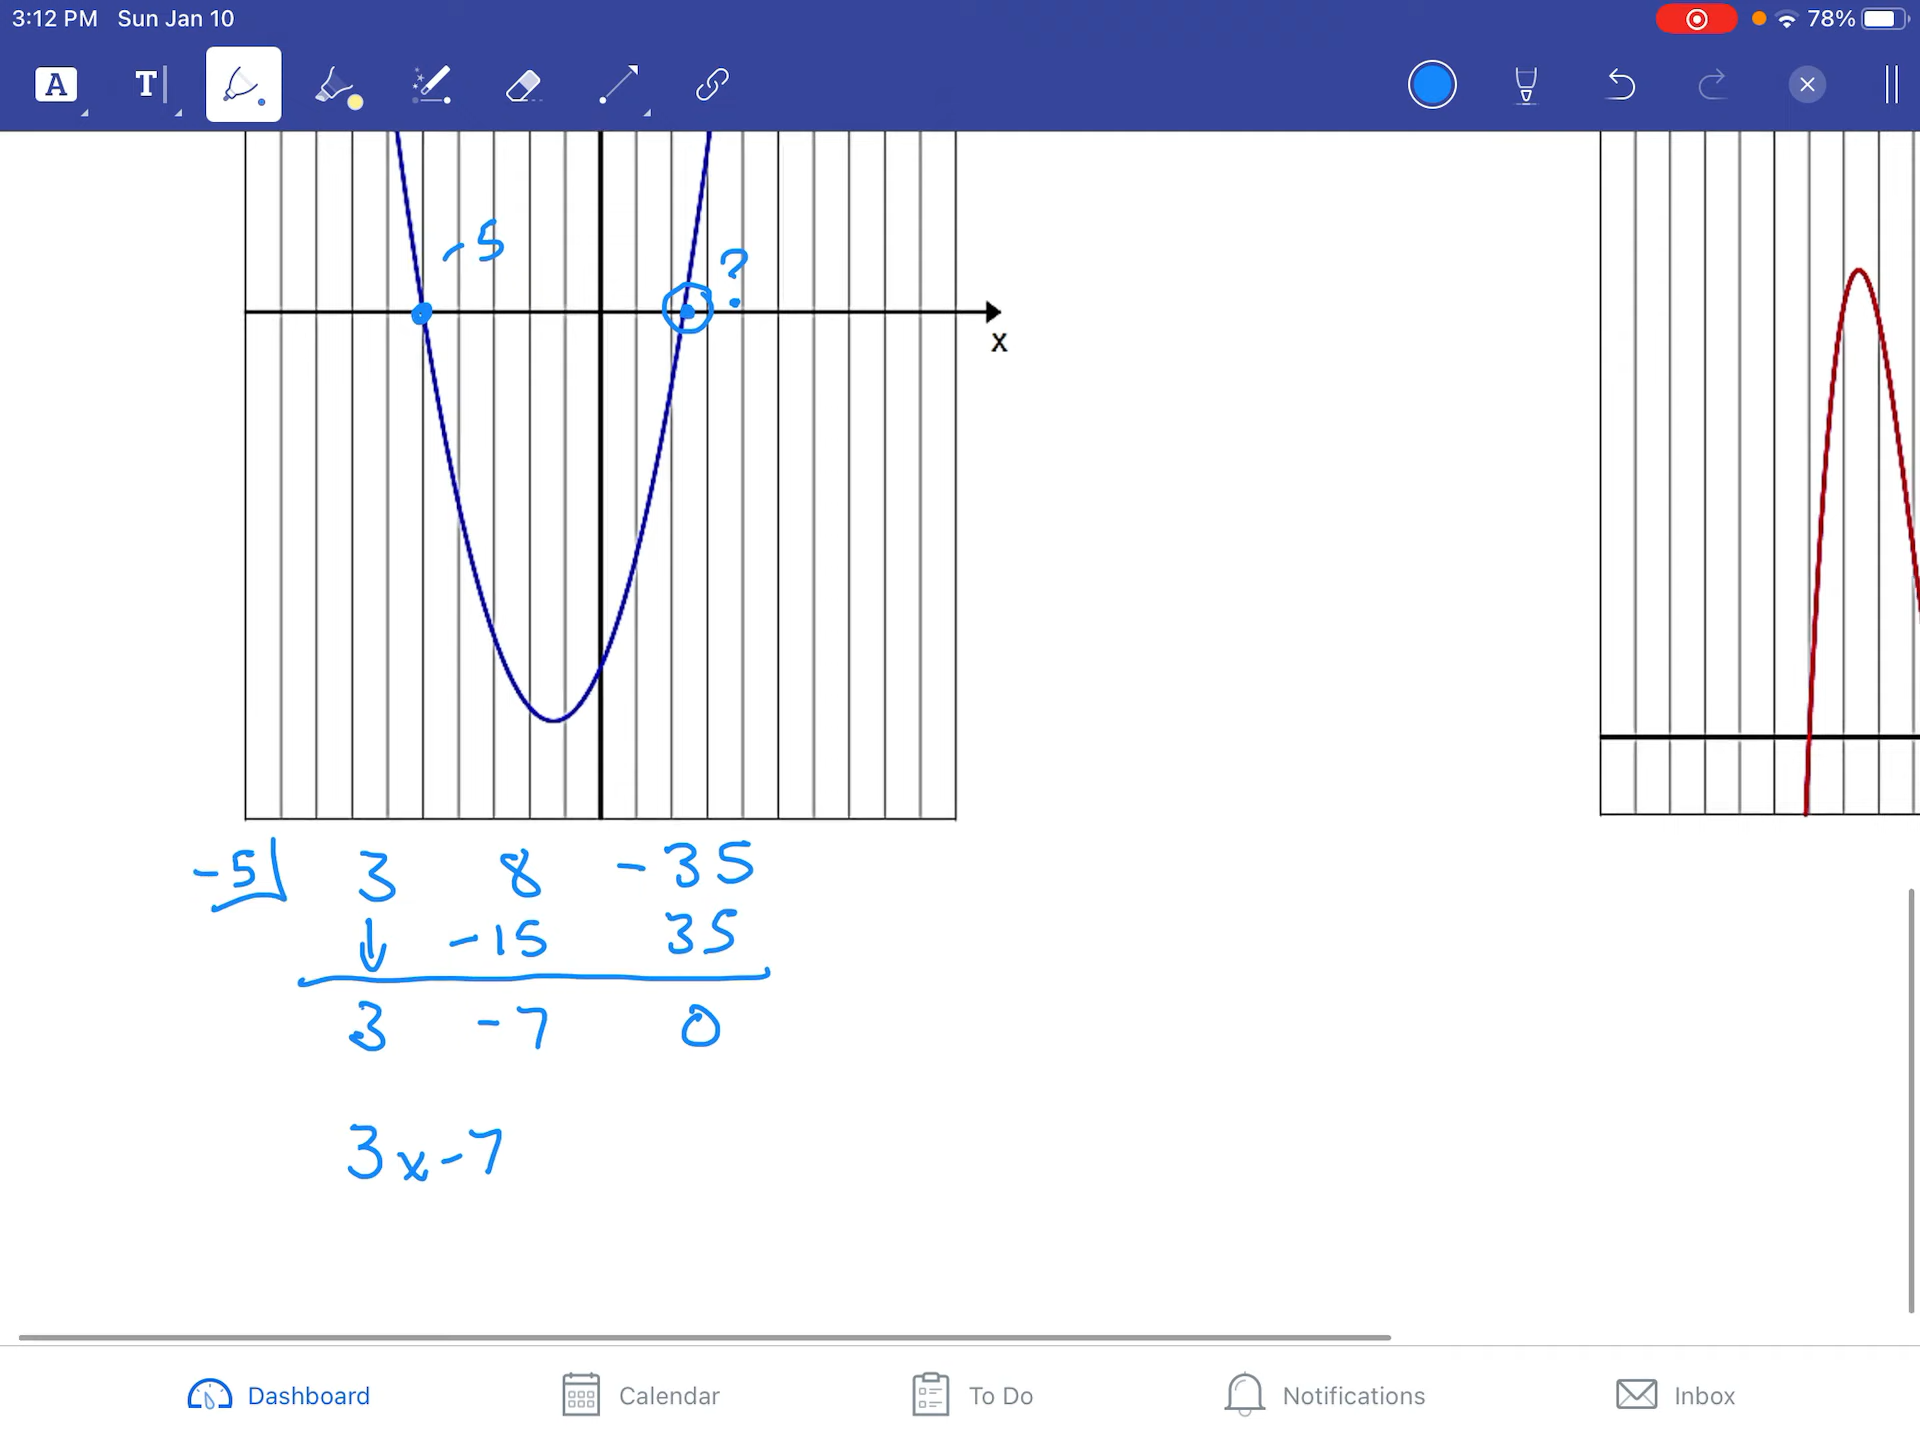 3:12 PM Sun Jan 10 78%
A T
-5
?
X
-5 3 8 -35
-15 35
3 -7 0
3x-7
Dashboard Calendar To Do Notifications Inbox